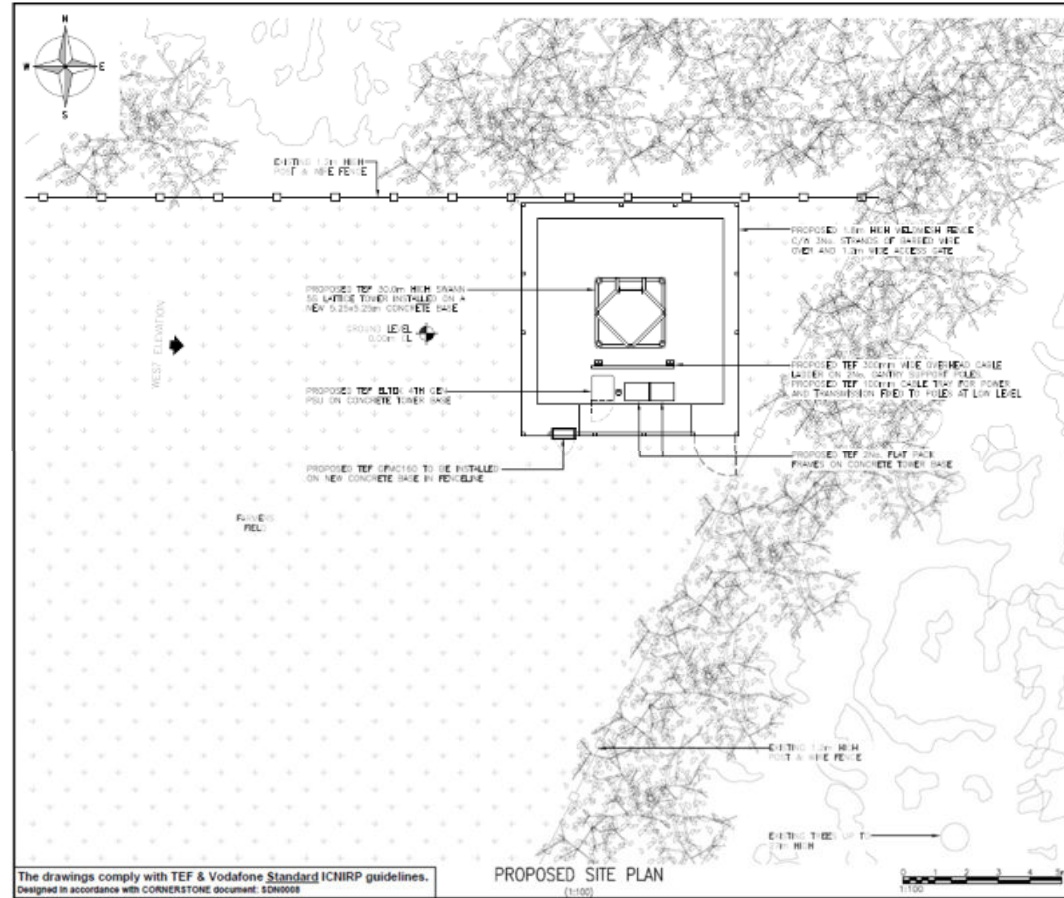 N
W E
S
EXISTING 1.2m HIGH
POST & WIRE FENCE
PROPOSED 1.8m HIGH WELDMESH FENCE
C/W 3No. STRANDS OF BARBED WIRE
OVER AND 1.2m WIDE ACCESS GATE
PROPOSED TEF 30.0m HIGH SWANN
5G LATTICE TOWER INSTALLED ON A
NEW 5.25x5.25m CONCRETE BASE
GROUND LEVEL
0.00m GL
WEST ELEVATION
PROPOSED TEF 300mm WIDE OVERHEAD CABLE
LADDER ON 2No. GANTRY SUPPORT POLES.
PROPOSED TEF 100mm CABLE TRAY FOR POWER
AND TRANSMISSION FIXED TO POLES AT LOW LEVEL
PROPOSED TEF ELTEK 4TH GEN
PSU ON CONCRETE TOWER BASE
PROPOSED TEF 2No. FLAT PACK
FRAMES ON CONCRETE TOWER BASE
PROPOSED TEF TO BE INSTALLED
ON NEW CONCRETE BASE IN FENCELINE
FARMERS
FIELD
EXISTING 1.2m HIGH
POST & WIRE FENCE
EXISTING TREES UP TO
HIGH
The drawings comply with TEF & Vodafone Standard ICNIRP guidelines.
Designed in accordance with CORNERSTONE document: SDN0008
PROPOSED SITE PLAN
(1:100)
0 1 2 3 4 5m
1:100